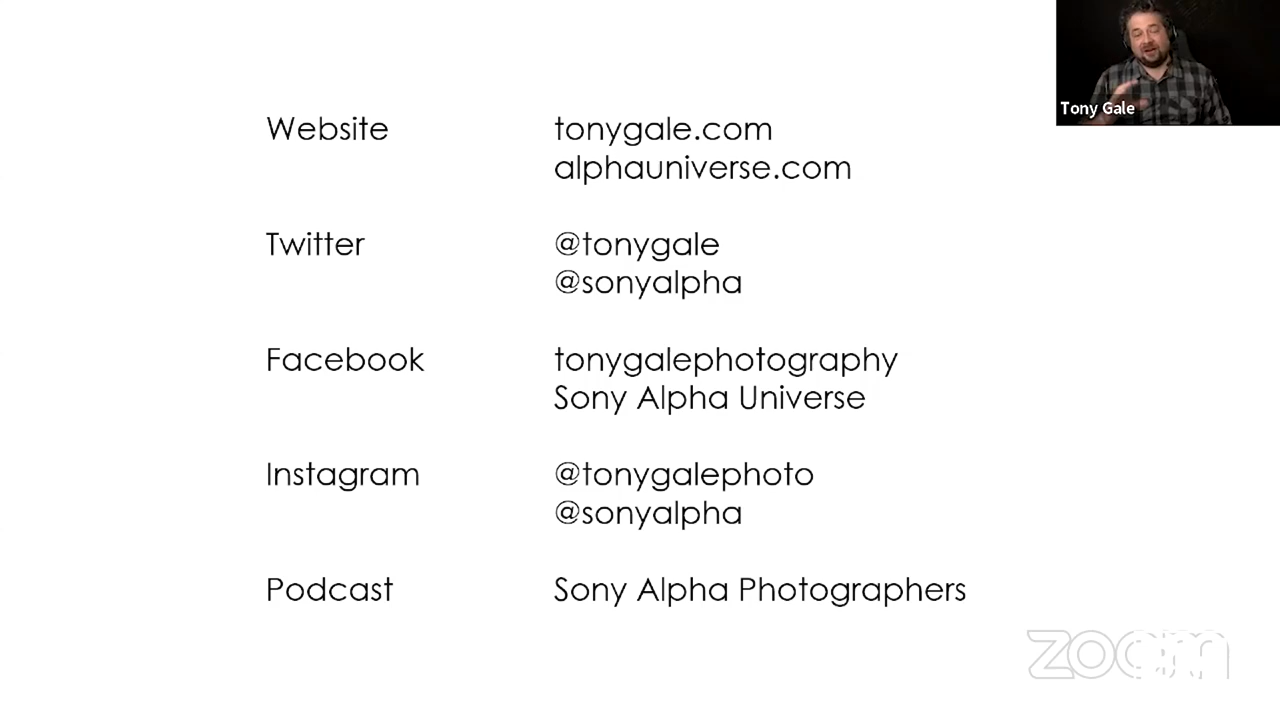 Tony Gale
Website tonygale.com
alphauniverse.com
Twitter @tonygale
@sonyalpha
Facebook tonygalephotography
Sony Alpha Universe
Instagram @tonygalephoto
@sonyalpha
Podcast Sony Alpha Photographers
zoom